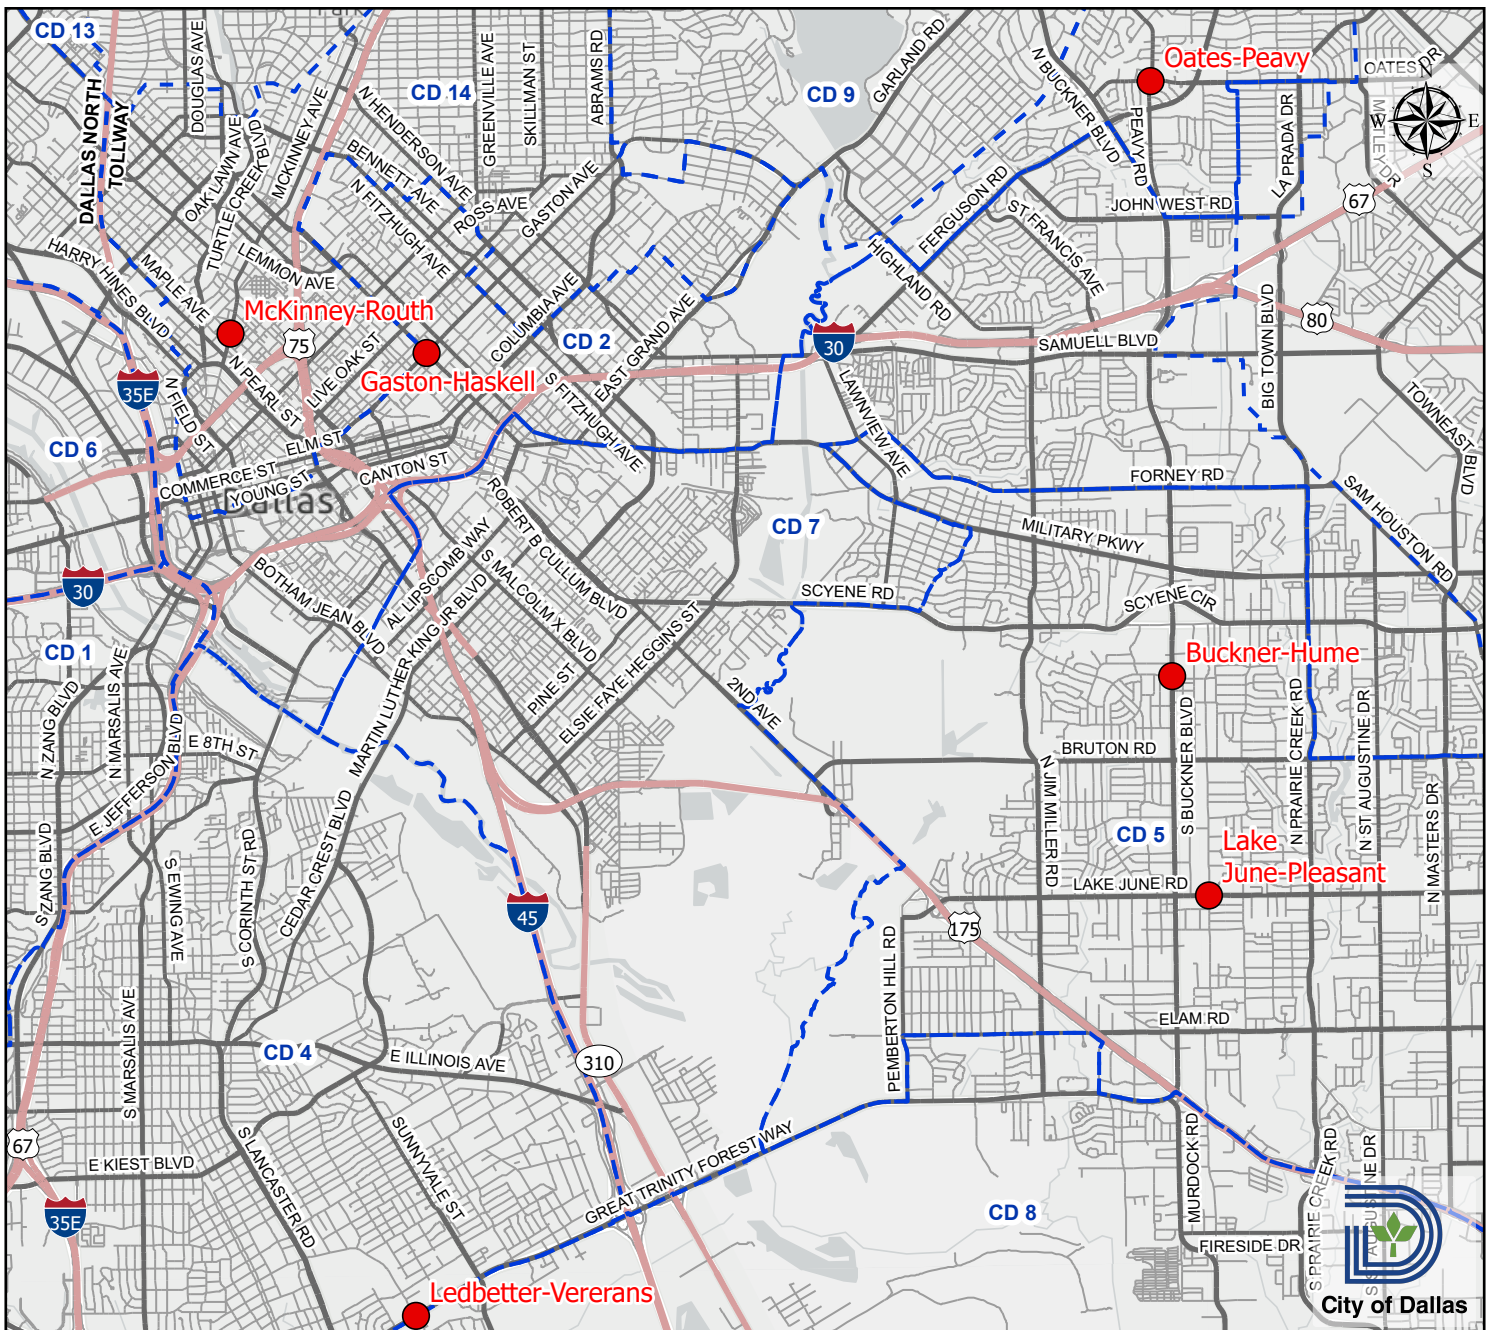 CD 13
DALLAS NORTH
TOLLWAY
DOUGLAS AVE
OAK LAWN AVE
TURTLE CREEK BLVD
MCKINNEY AVE
N HENDERSON AVE
BENNETT AVE
N FITZHUGH AVE
CD 14
GREENVILLE AVE
SKILLMAN ST
ABRAMS RD
ROSS AVE
GASTON AVE
CD 9
GARLAND RD
N BUCKNER BLVD
Oates-Peavy
PEAVY RD
OATES DR
LA PRADA DR
MOTLEY DR
N
W
E
S
67
JOHN WEST RD
FERGUSON RD
ST FRANCIS AVE
HIGHLAND RD
HARRY HINES BLVD
MAPLE AVE
LEMMON AVE
McKinney-Routh
75
Gaston-Haskell
COLUMBIA AVE
CD 2
EAST GRAND AVE
30
SAMUELL BLVD
BIG TOWN BLVD
80
TOWNEAST BLVD
35E
N FIELD ST
N PEARL ST
LIVE OAK ST
S FITZHUGH AVE
LAWNVIEW AVE
CD 6
ELM ST
COMMERCE ST
YOUNG ST
CANTON ST
Dallas
ROBERT B CULLUM BLVD
CD 7
FORNEY RD
MILITARY PKWY
SAM HOUSTON RD
30
BOTHAM JEAN BLVD
AL LIPSCOMB WAY
S MALCOLM X BLVD
MARTIN LUTHER KING JR BLVD
SCYENE RD
SCYENE CIR
CD 1
N ZANG BLVD
N MARSALIS AVE
PINE ST
ELSIE FAYE HEGGINS ST
2ND AVE
Buckner-Hume
E 8TH ST
E JEFFERSON BLVD
BRUTON RD
N JIM MILLER RD
S BUCKNER BLVD
N PRAIRIE CREEK RD
N ST AUGUSTINE DR
N MASTERS DR
S ZANG BLVD
S EWING AVE
S CORINTH ST RD
CEDAR CREST BLVD
CD 5
Lake
June-Pleasant
LAKE JUNE RD
45
175
PEMBERTON HILL RD
S MARSALIS AVE
CD 4
E ILLINOIS AVE
310
ELAM RD
67
E KIEST BLVD
S LANCASTER RD
SUNNYVALE ST
GREAT TRINITY FOREST WAY
CD 8
MURDOCK RD
S PRAIRIE CREEK RD
FIRESIDE DR
35E
Ledbetter-Vererans
City of Dallas